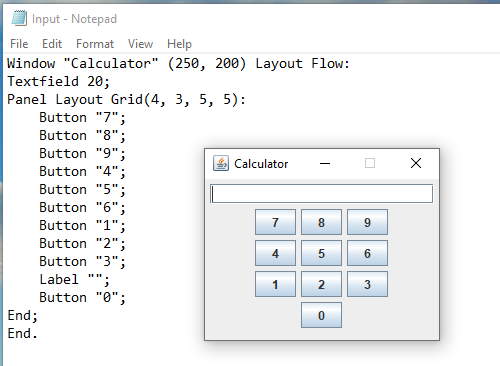 Input - Notepad
File Edit Format View Help
Window "Calculator" (250, 200) Layout Flow:
Textfield 20;
Panel Layout Grid(4, 3, 5, 5):
    Button "7";
    Button "8";
    Button "9";
    Button "4";
    Button "5";
    Button "6";
    Button "1";
    Button "2";
    Button "3";
    Label "";
    Button "0";
End;
End.
Calculator
7 8 9
4 5 6
1 2 3
0